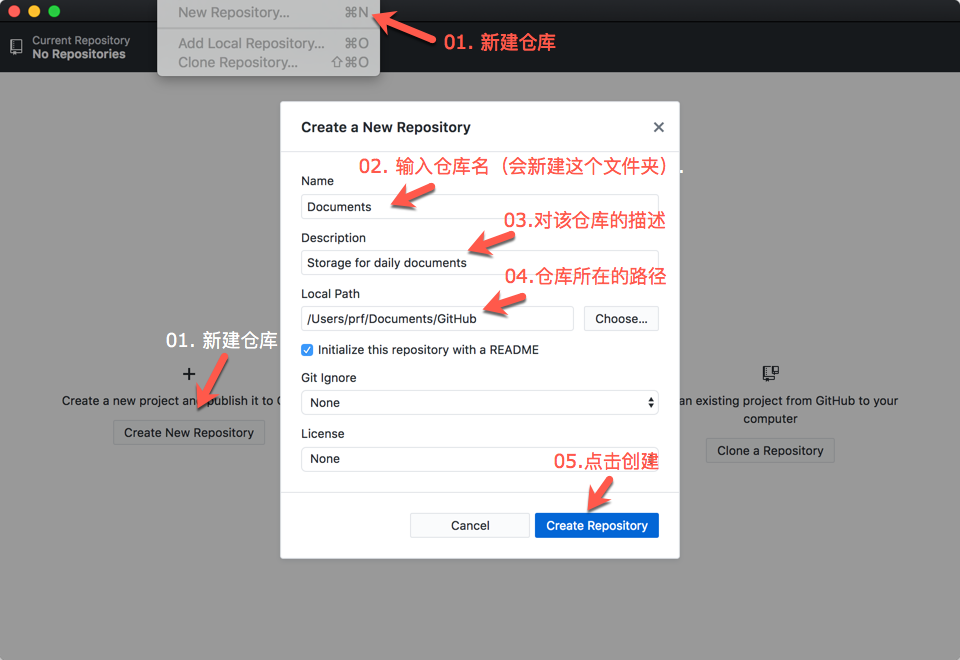 New Repository... ⌘N
Add Local Repository... ⌘O
Clone Repository... ⇧⌘O
01. 新建仓库
Current Repository
No Repositories
Create a New Repository
02. 输入仓库名（会新建这个文件夹）.
Name
Documents
03.对该仓库的描述
Description
Storage for daily documents
04.仓库所在的路径
Local Path
/Users/prf/Documents/GitHub
Choose...
Initialize this repository with a README
Git Ignore
None
License
None
05.点击创建
Cancel
Create Repository
01. 新建仓库
Create a new project and publish it to
Create New Repository
an existing project from GitHub to your
computer
Clone a Repository